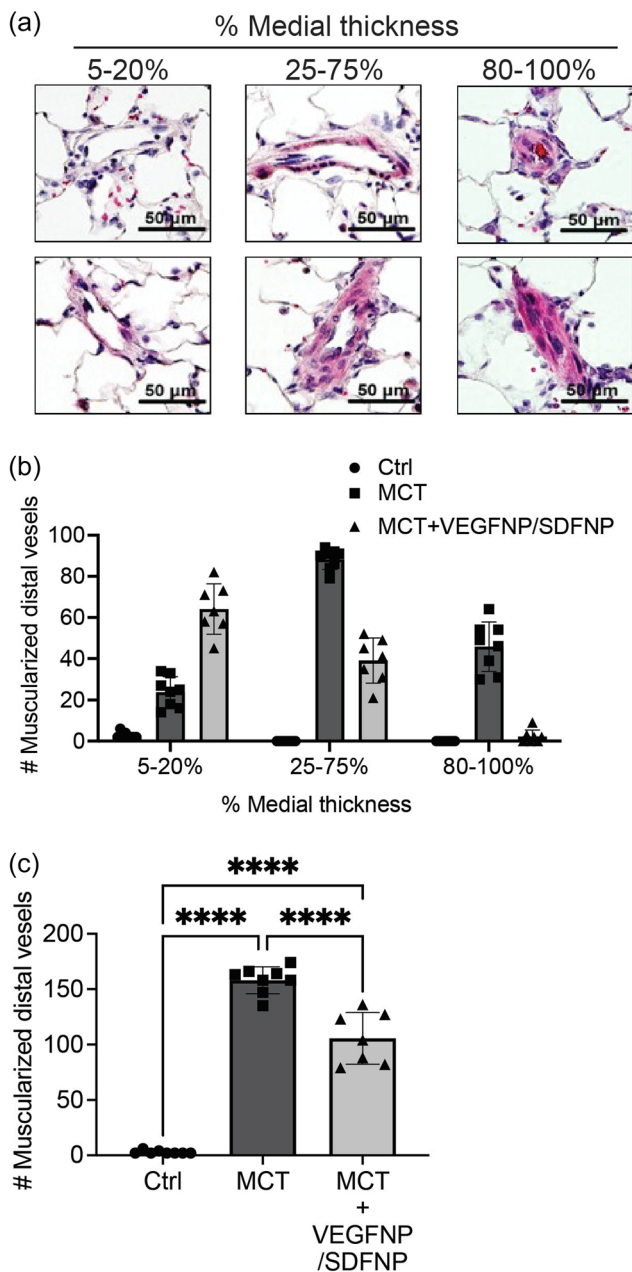 (a)
% Medial thickness
5-20% 25-75% 80-100%
50 µm 50 µm 50 µm
50 µm 50 µm 50 µm
(b)
Ctrl
MCT
MCT+VEGFNP/SDFNP
# Muscularized distal vessels
100
80
60
40
20
0
5-20% 25-75% 80-100%
% Medial thickness
(c)
**** 
**** ****
# Muscularized distal vessels
200
150
100
50
0
Ctrl MCT MCT
+
VEGFNP
/SDFNP